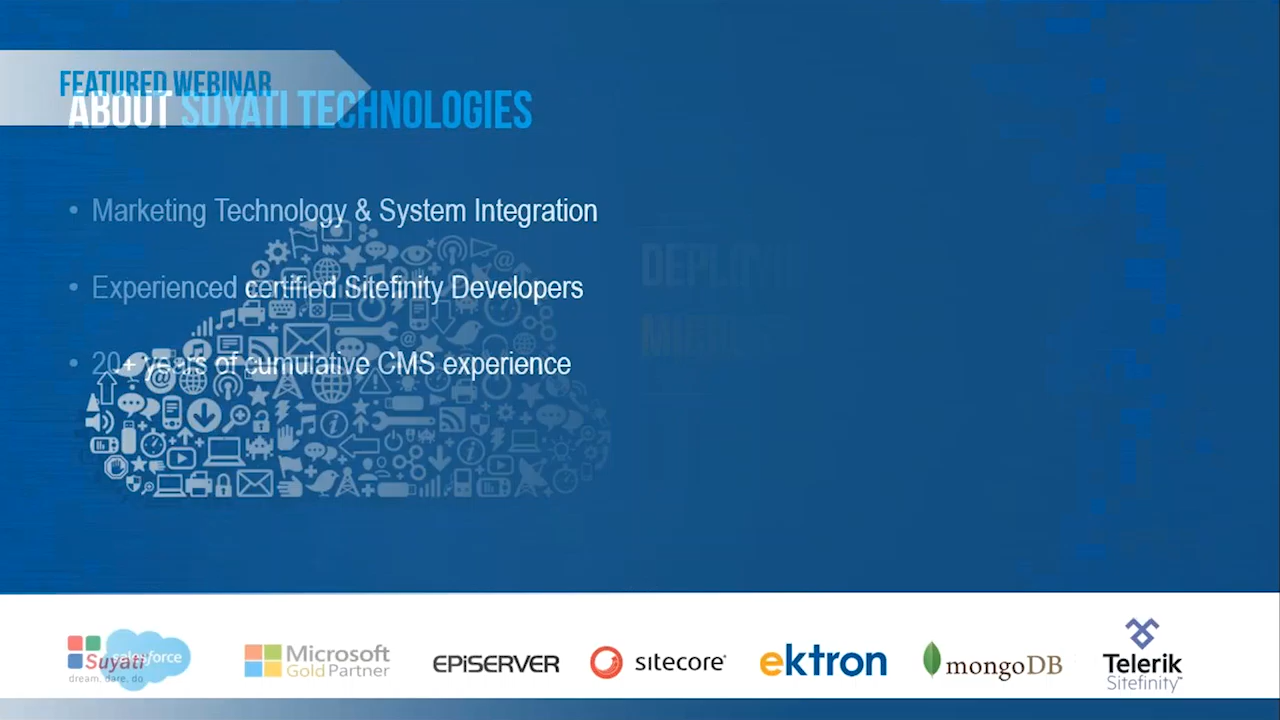 FEATURED WEBINAR
ABOUT SUYATI TECHNOLOGIES
• Marketing Technology & System Integration
• Experienced certified Sitefinity Developers
• 20+ years of cumulative CMS experience
Suyati
dream, dare, do
salesforce
Microsoft
Gold Partner
EPiSERVER
sitecore
ektron
mongoDB
Telerik
Sitefinity